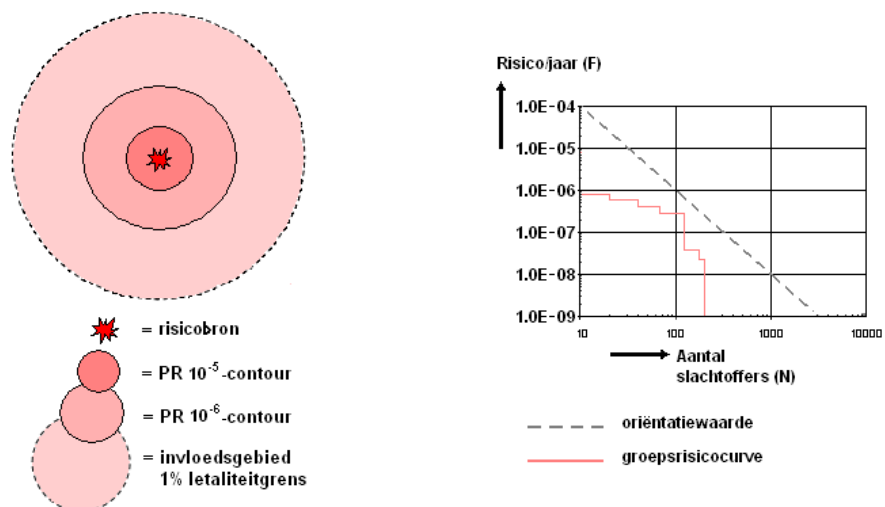 = risicobron
= PR 10⁻⁵-contour
= PR 10⁻⁶-contour
= invloedsgebied
1% letaliteitgrens
Risico/jaar (F)
1.0E-04
1.0E-05
1.0E-06
1.0E-07
1.0E-08
1.0E-09
10 100 1000 10000
Aantal
slachtoffers (N)
oriëntatiewaarde
groepsrisicocurve